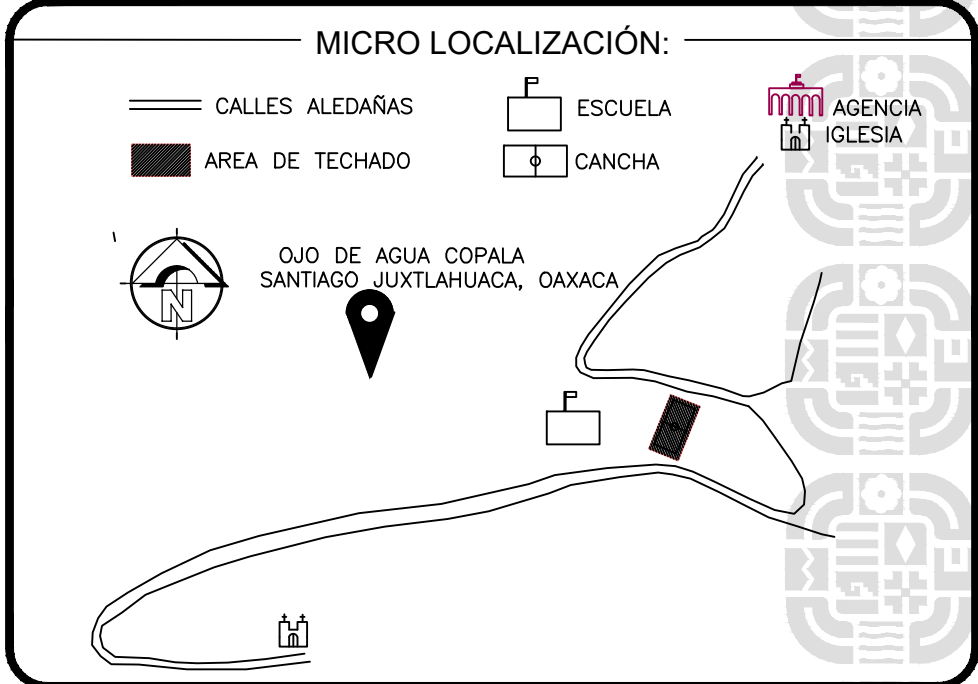 MICRO LOCALIZACIÓN:
CALLES ALEDAÑAS
ESCUELA
AGENCIA
AREA DE TECHADO
CANCHA
IGLESIA
OJO DE AGUA COPALA
SANTIAGO JUXTLAHUACA, OAXACA
N